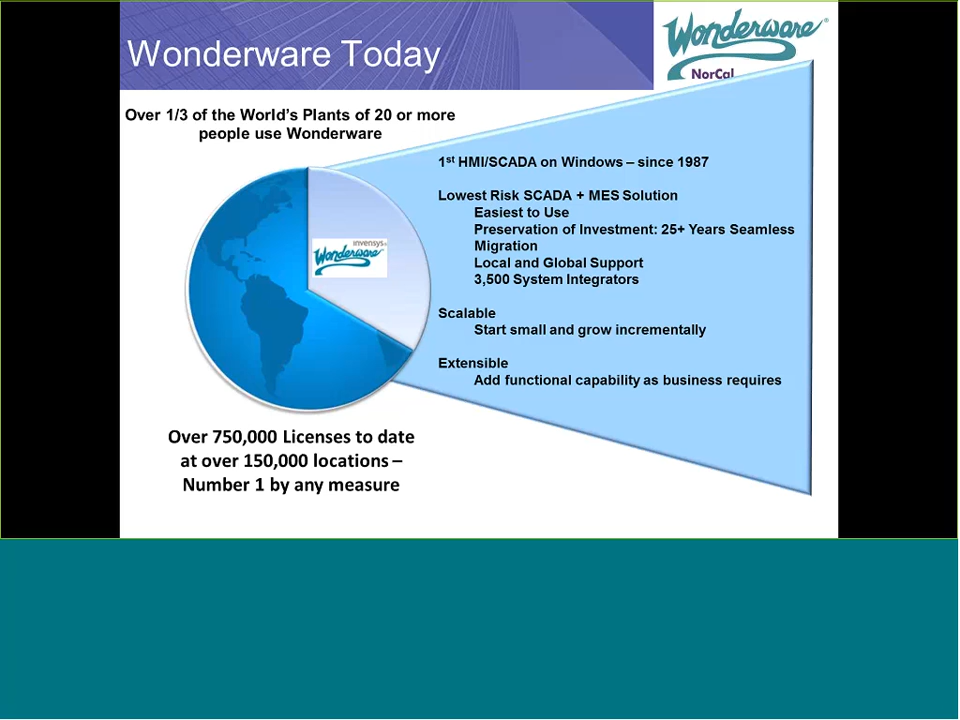 Wonderware Today
Wonderware®
NorCal
Over 1/3 of the World's Plants of 20 or more
people use Wonderware
1st HMI/SCADA on Windows – since 1987
Lowest Risk SCADA + MES Solution
Easiest to Use
Preservation of Investment: 25+ Years Seamless
Migration
Local and Global Support
3,500 System Integrators
Scalable
Start small and grow incrementally
Extensible
Add functional capability as business requires
invensys®
Wonderware
Over 750,000 Licenses to date
at over 150,000 locations –
Number 1 by any measure